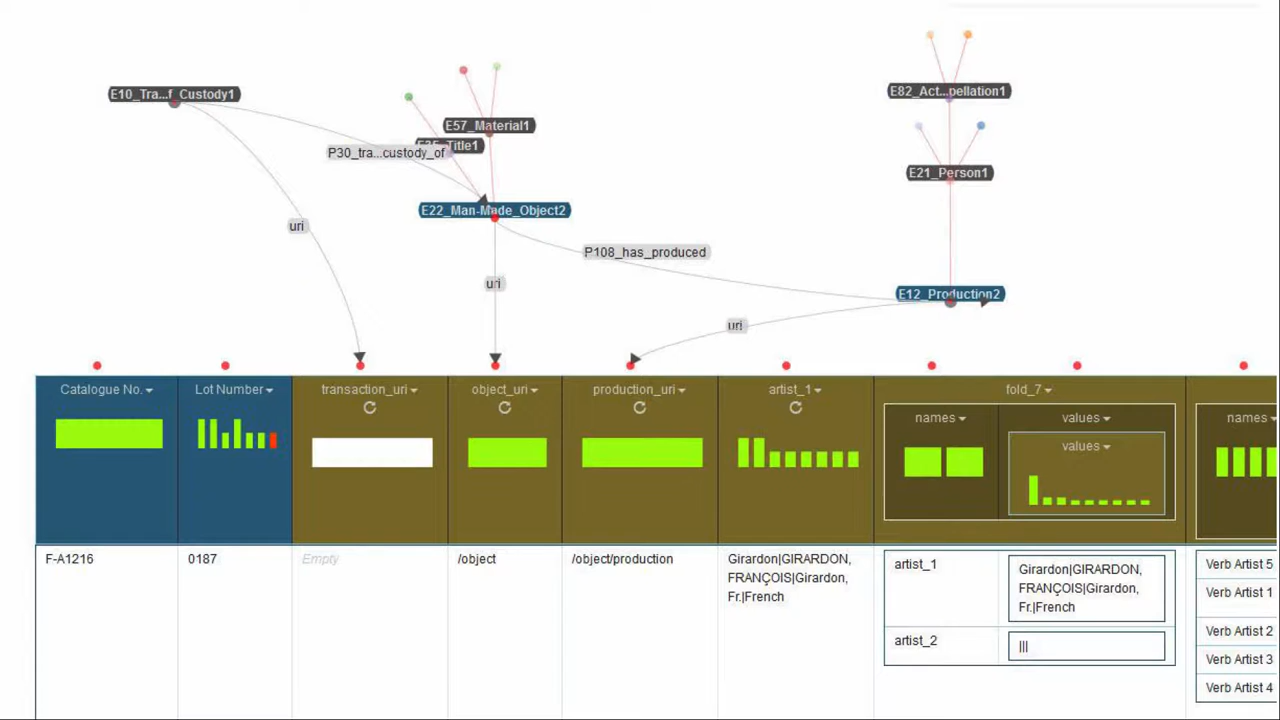 E82_Act...pellation1
E10_Tra...f_Custody1
E57_Material1
Title1
P30_tra...custody_of
E21_Person1
E22_Man-Made_Object2
uri
P108_has_produced
uri
E12_Production2
uri
Catalogue No.
Lot Number
transaction_uri
object_uri
production_uri
artist_1
fold_7
names
values
names
values
F-A1216
0187
Empty
/object
/object/production
Girardon|GIRARDON,
FRANÇOIS|Girardon,
Fr.|French
artist_1
Girardon|GIRARDON,
FRANÇOIS|Girardon,
Fr.|French
artist_2
|||
Verb Artist 5
Verb Artist 1
Verb Artist 2
Verb Artist 3
Verb Artist 4